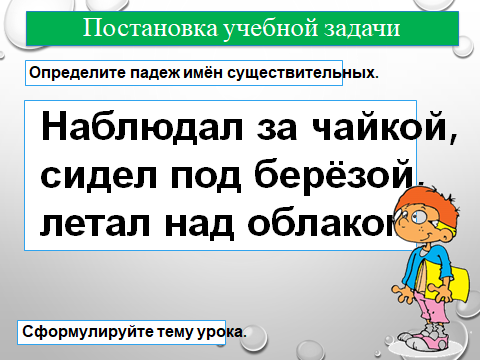 Постановка учебной задачи
Определите падеж имён существительных.
Наблюдал за чайкой,
сидел под берёзой,
летал над облаком
Сформулируйте тему урока.